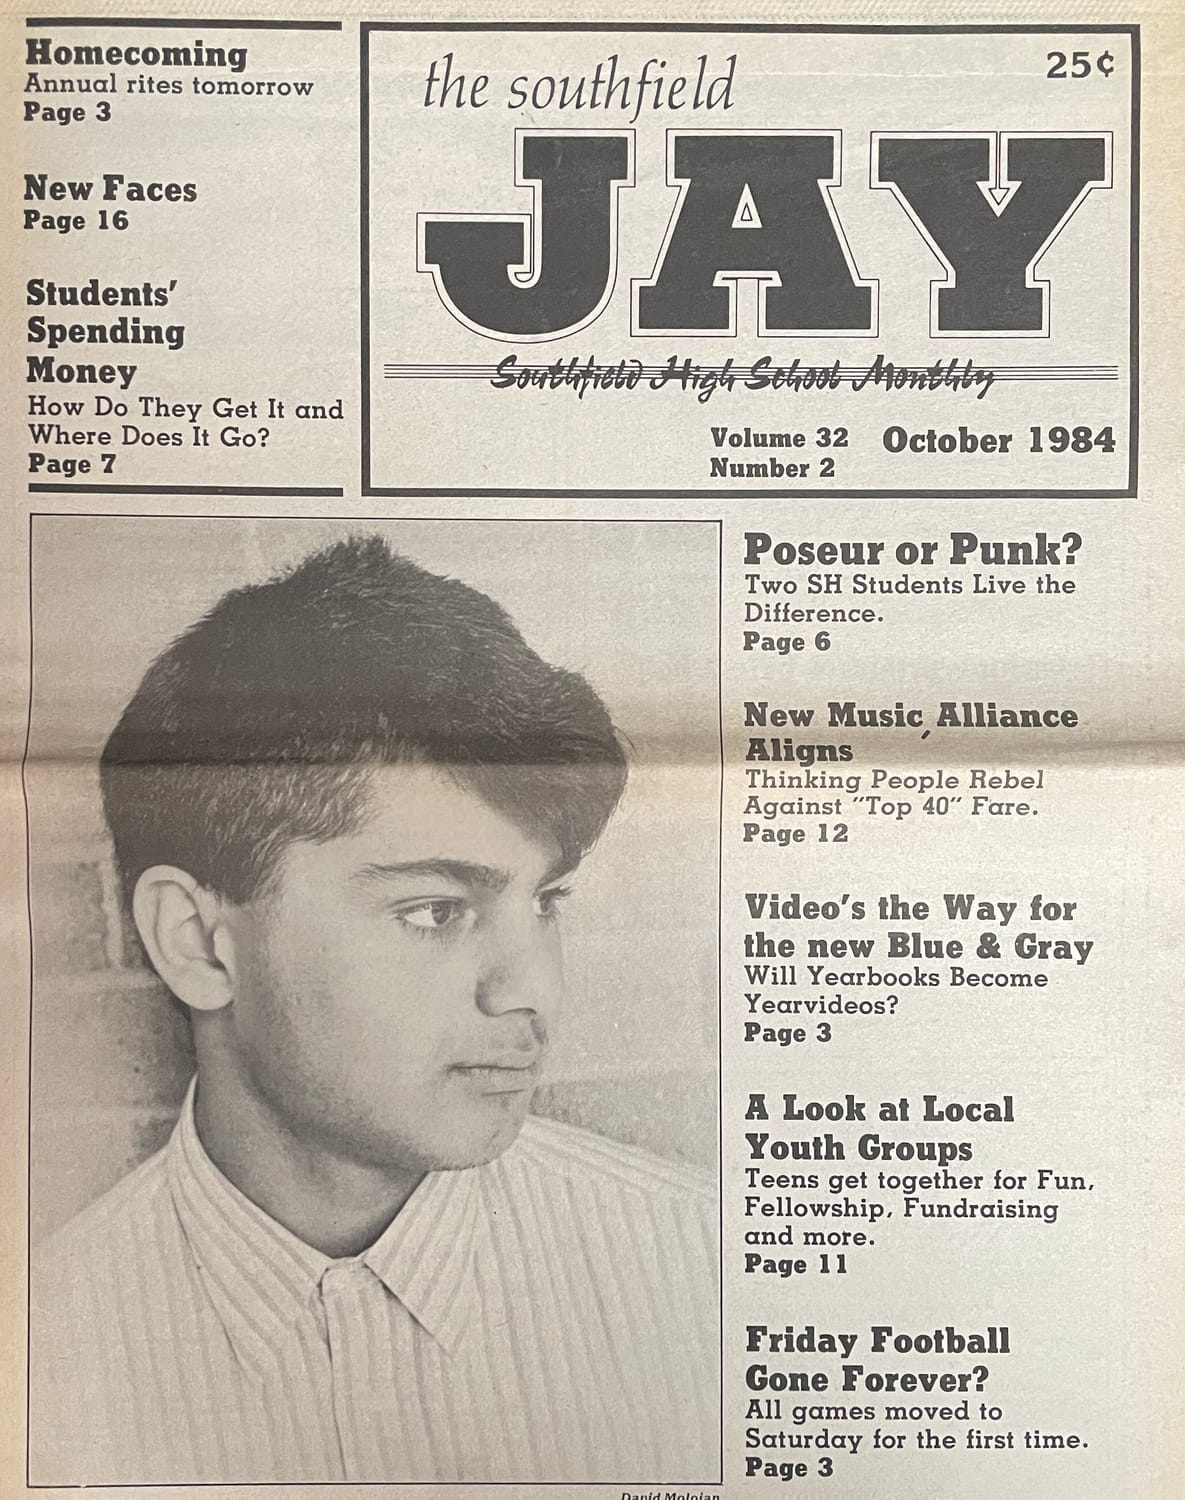 Homecoming
Annual rites tomorrow
Page 3
New Faces
Page 16
Students'
Spending
Money
How Do They Get It and
Where Does It Go?
Page 7
the southfield
25¢
JAY
Southfield High School Monthly
Volume 32
October 1984
Number 2
Poseur or Punk?
Two SH Students Live the
Difference.
Page 6
New Music Alliance
Aligns
Thinking People Rebel
Against "Top 40" Fare.
Page 12
Video's the Way for
the new Blue & Gray
Will Yearbooks Become
Yearvideos?
Page 3
A Look at Local
Youth Groups
Teens get together for Fun,
Fellowship, Fundraising
and more.
Page 11
Friday Football
Gone Forever?
All games moved to
Saturday for the first time.
Page 3
David Moloian